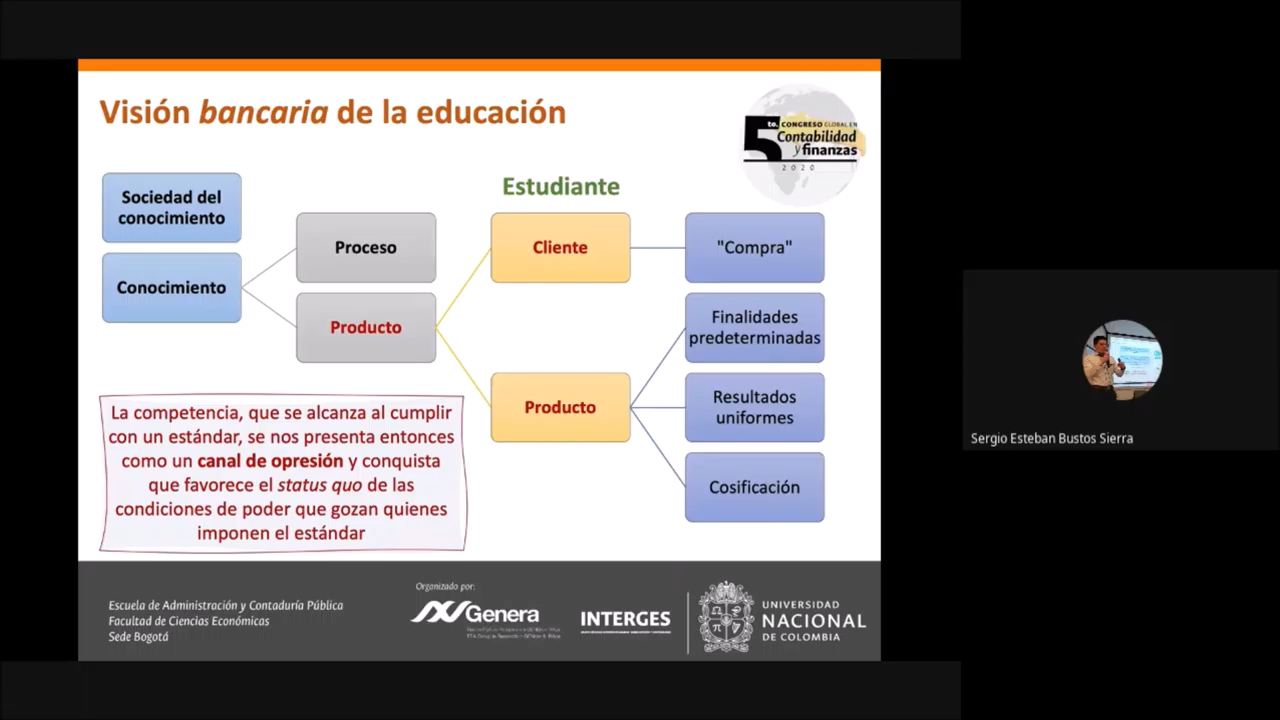 Visión bancaria de la educación
5to. CONGRESO GLOBAL EN
Contabilidad
y finanzas
2020
Sociedad del
conocimiento
Conocimiento
Proceso
Producto
Estudiante
Cliente
Producto
"Compra"
Finalidades
predeterminadas
Resultados
uniformes
Cosificación
La competencia, que se alcanza al cumplir
con un estándar, se nos presenta entonces
como un canal de opresión y conquista
que favorece el status quo de las
condiciones de poder que gozan quienes
imponen el estándar
Escuela de Administración y Contaduría Pública
Facultad de Ciencias Económicas
Sede Bogotá
Organizado por:
Genera
INTERGES
UNIVERSIDAD
NACIONAL
DE COLOMBIA
Sergio Esteban Bustos Sierra